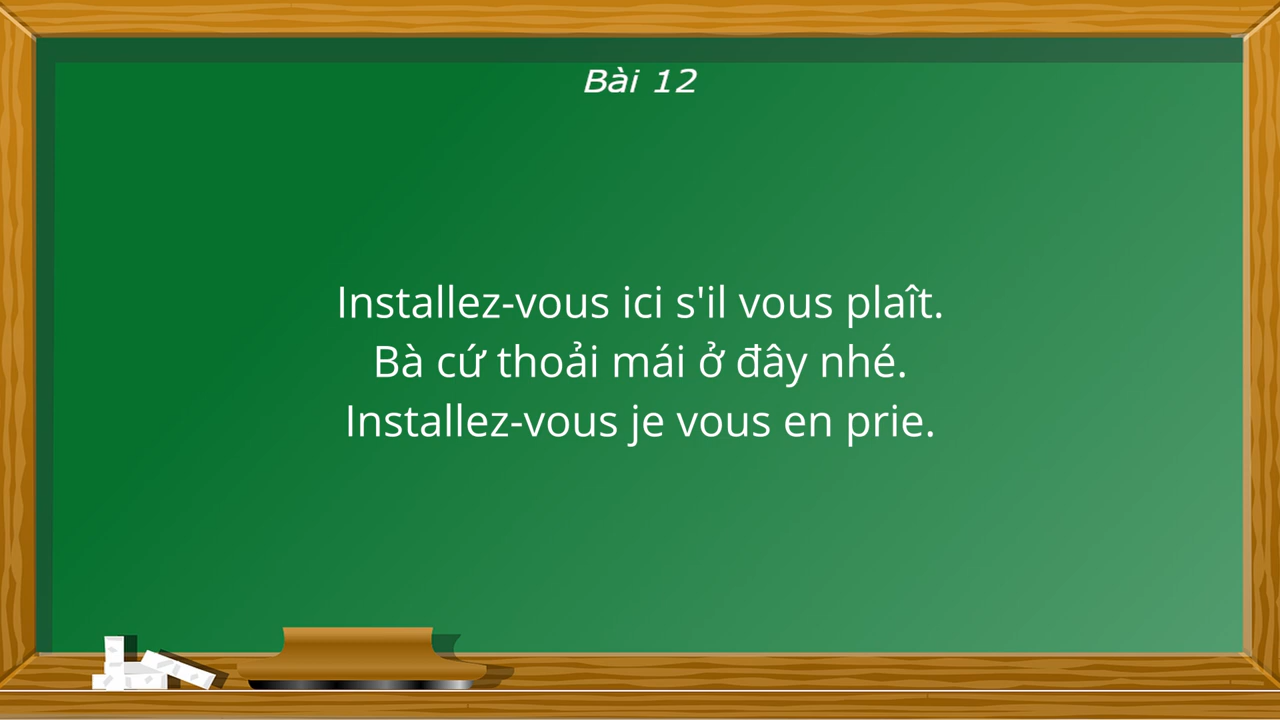 Bài 12
Installez-vous ici s'il vous plaît.
Bà cứ thoải mái ở đây nhé.
Installez-vous je vous en prie.